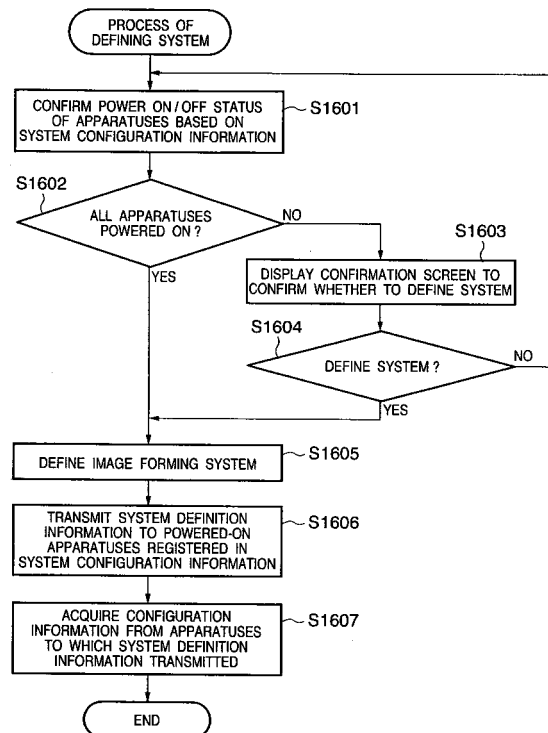 PROCESS OF
DEFINING SYSTEM
CONFIRM POWER ON/OFF STATUS
OF APPARATUSES BASED ON
SYSTEM CONFIGURATION INFORMATION
S1601
S1602
ALL APPARATUSES
POWERED ON ?
NO
YES
S1603
DISPLAY CONFIRMATION SCREEN TO
CONFIRM WHETHER TO DEFINE SYSTEM
S1604
DEFINE SYSTEM ?
NO
YES
DEFINE IMAGE FORMING SYSTEM
S1605
TRANSMIT SYSTEM DEFINITION
INFORMATION TO POWERED-ON
APPARATUSES REGISTERED IN
SYSTEM CONFIGURATION INFORMATION
S1606
ACQUIRE CONFIGURATION
INFORMATION FROM APPARATUSES
TO WHICH SYSTEM DEFINITION
INFORMATION TRANSMITTED
S1607
END